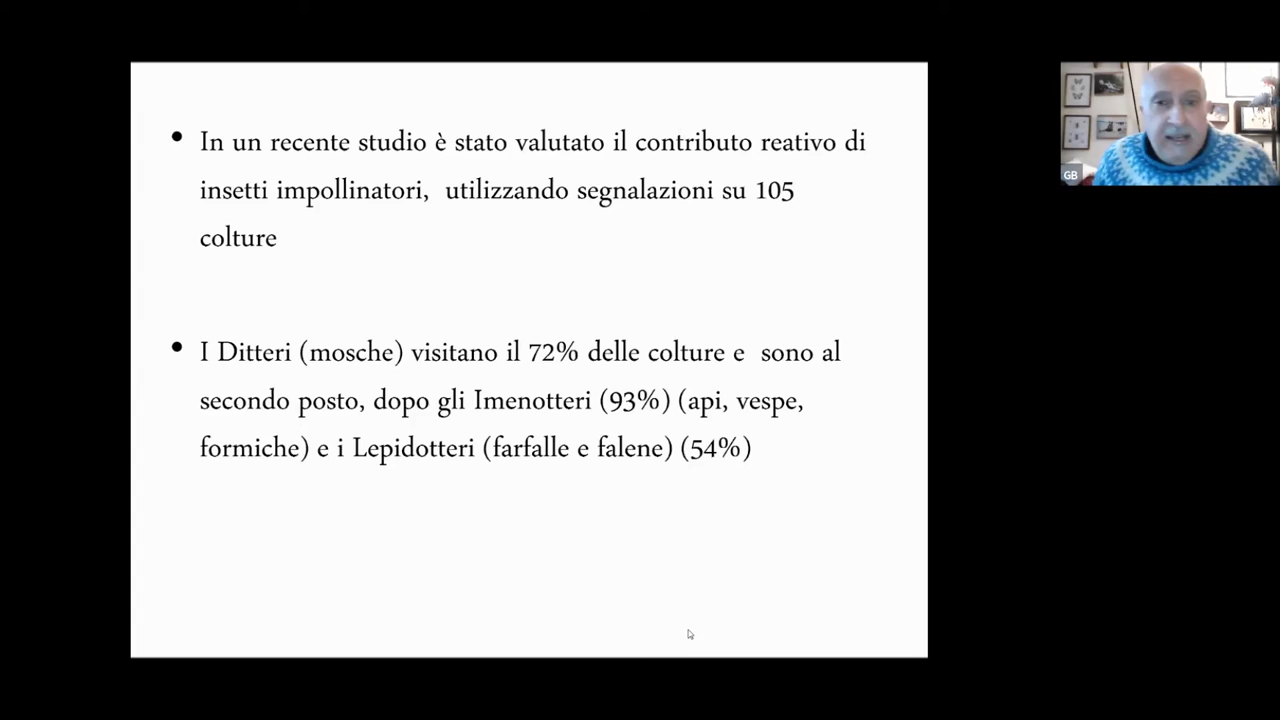 • In un recente studio è stato valutato il contributo reativo di
insetti impollinatori, utilizzando segnalazioni su 105
colture
• I Ditteri (mosche) visitano il 72% delle colture e sono al
secondo posto, dopo gli Imenotteri (93%) (api, vespe,
formiche) e i Lepidotteri (farfalle e falene) (54%)
GB